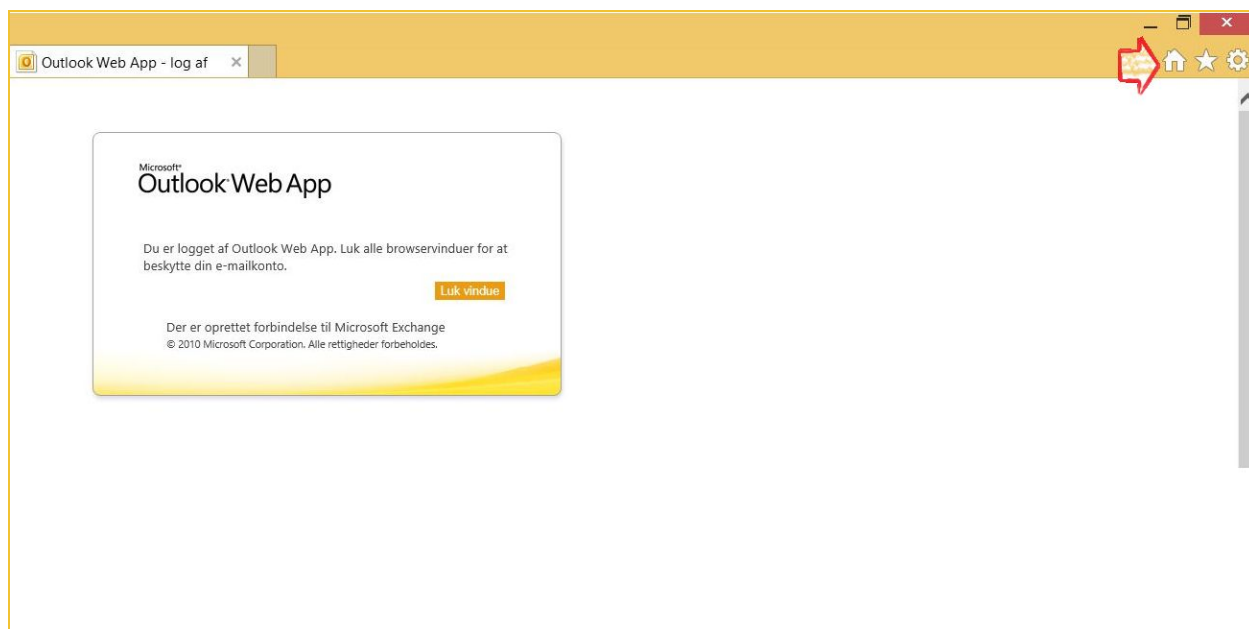 Outlook Web App - log af
Microsoft®
Outlook Web App
Du er logget af Outlook Web App. Luk alle browservinduer for at
beskytte din e-mailkonto.
Luk vindue
Der er oprettet forbindelse til Microsoft Exchange
© 2010 Microsoft Corporation. Alle rettigheder forbeholdes.